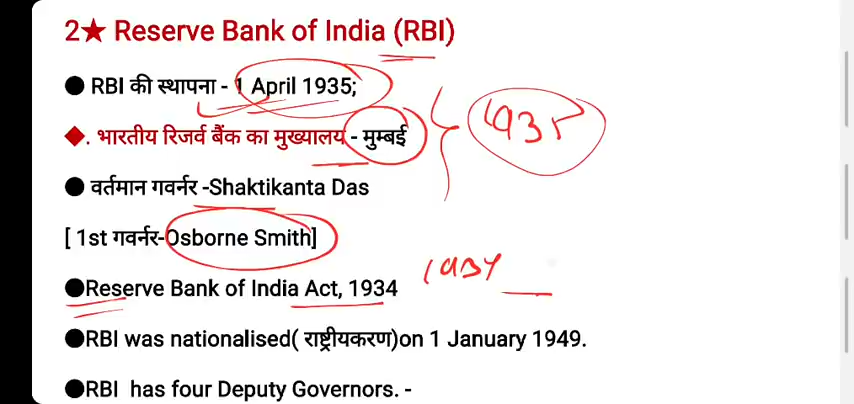 2★ Reserve Bank of India (RBI)
● RBI की स्थापना - 1 April 1935;
◆. भारतीय रिजर्व बैंक का मुख्यालय - मुम्बई
1935
● वर्तमान गवर्नर -Shaktikanta Das
[ 1st गवर्नर-Osborne Smith]
●Reserve Bank of India Act, 1934
1934
●RBI was nationalised( राष्ट्रीयकरण)on 1 January 1949.
●RBI has four Deputy Governors. -